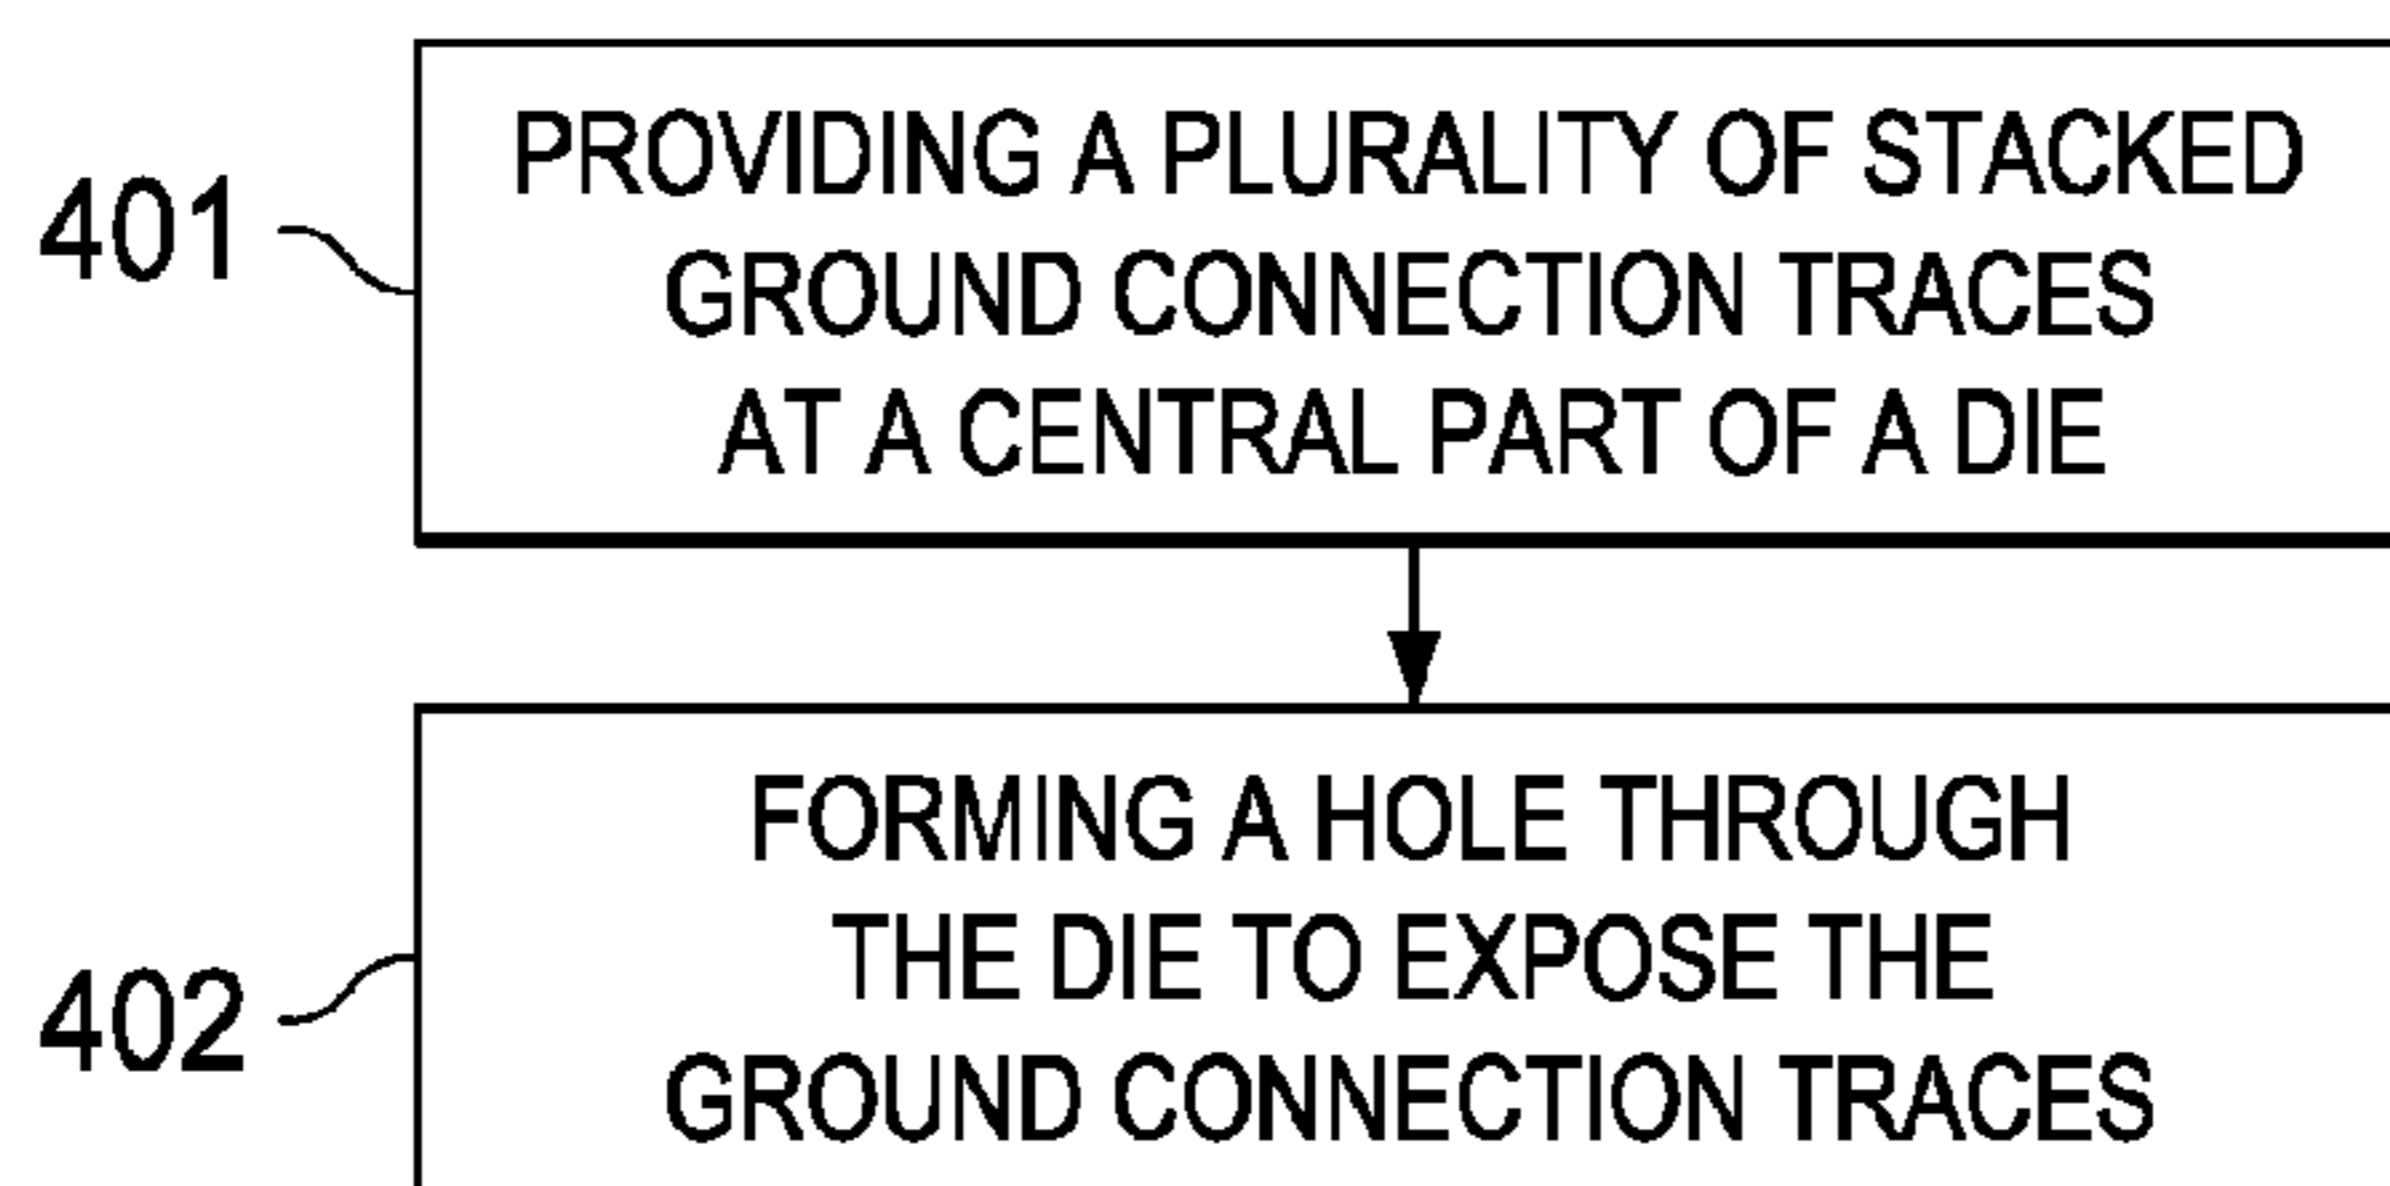 401
PROVIDING A PLURALITY OF STACKED
GROUND CONNECTION TRACES
AT A CENTRAL PART OF A DIE
402
FORMING A HOLE THROUGH
THE DIE TO EXPOSE THE
GROUND CONNECTION TRACES